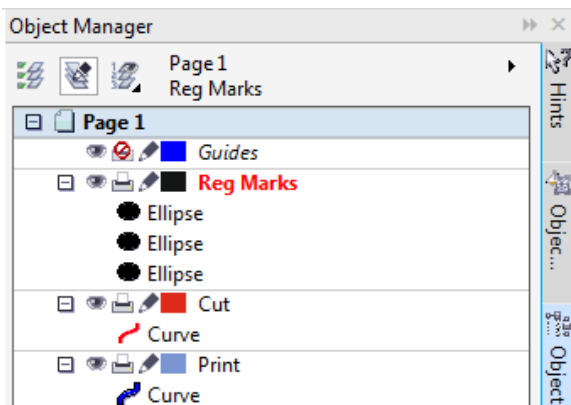 Object Manager
Page 1
Reg Marks
Page 1
Guides
Reg Marks
Ellipse
Ellipse
Ellipse
Cut
Curve
Print
Curve
Hints
Objec...
Object